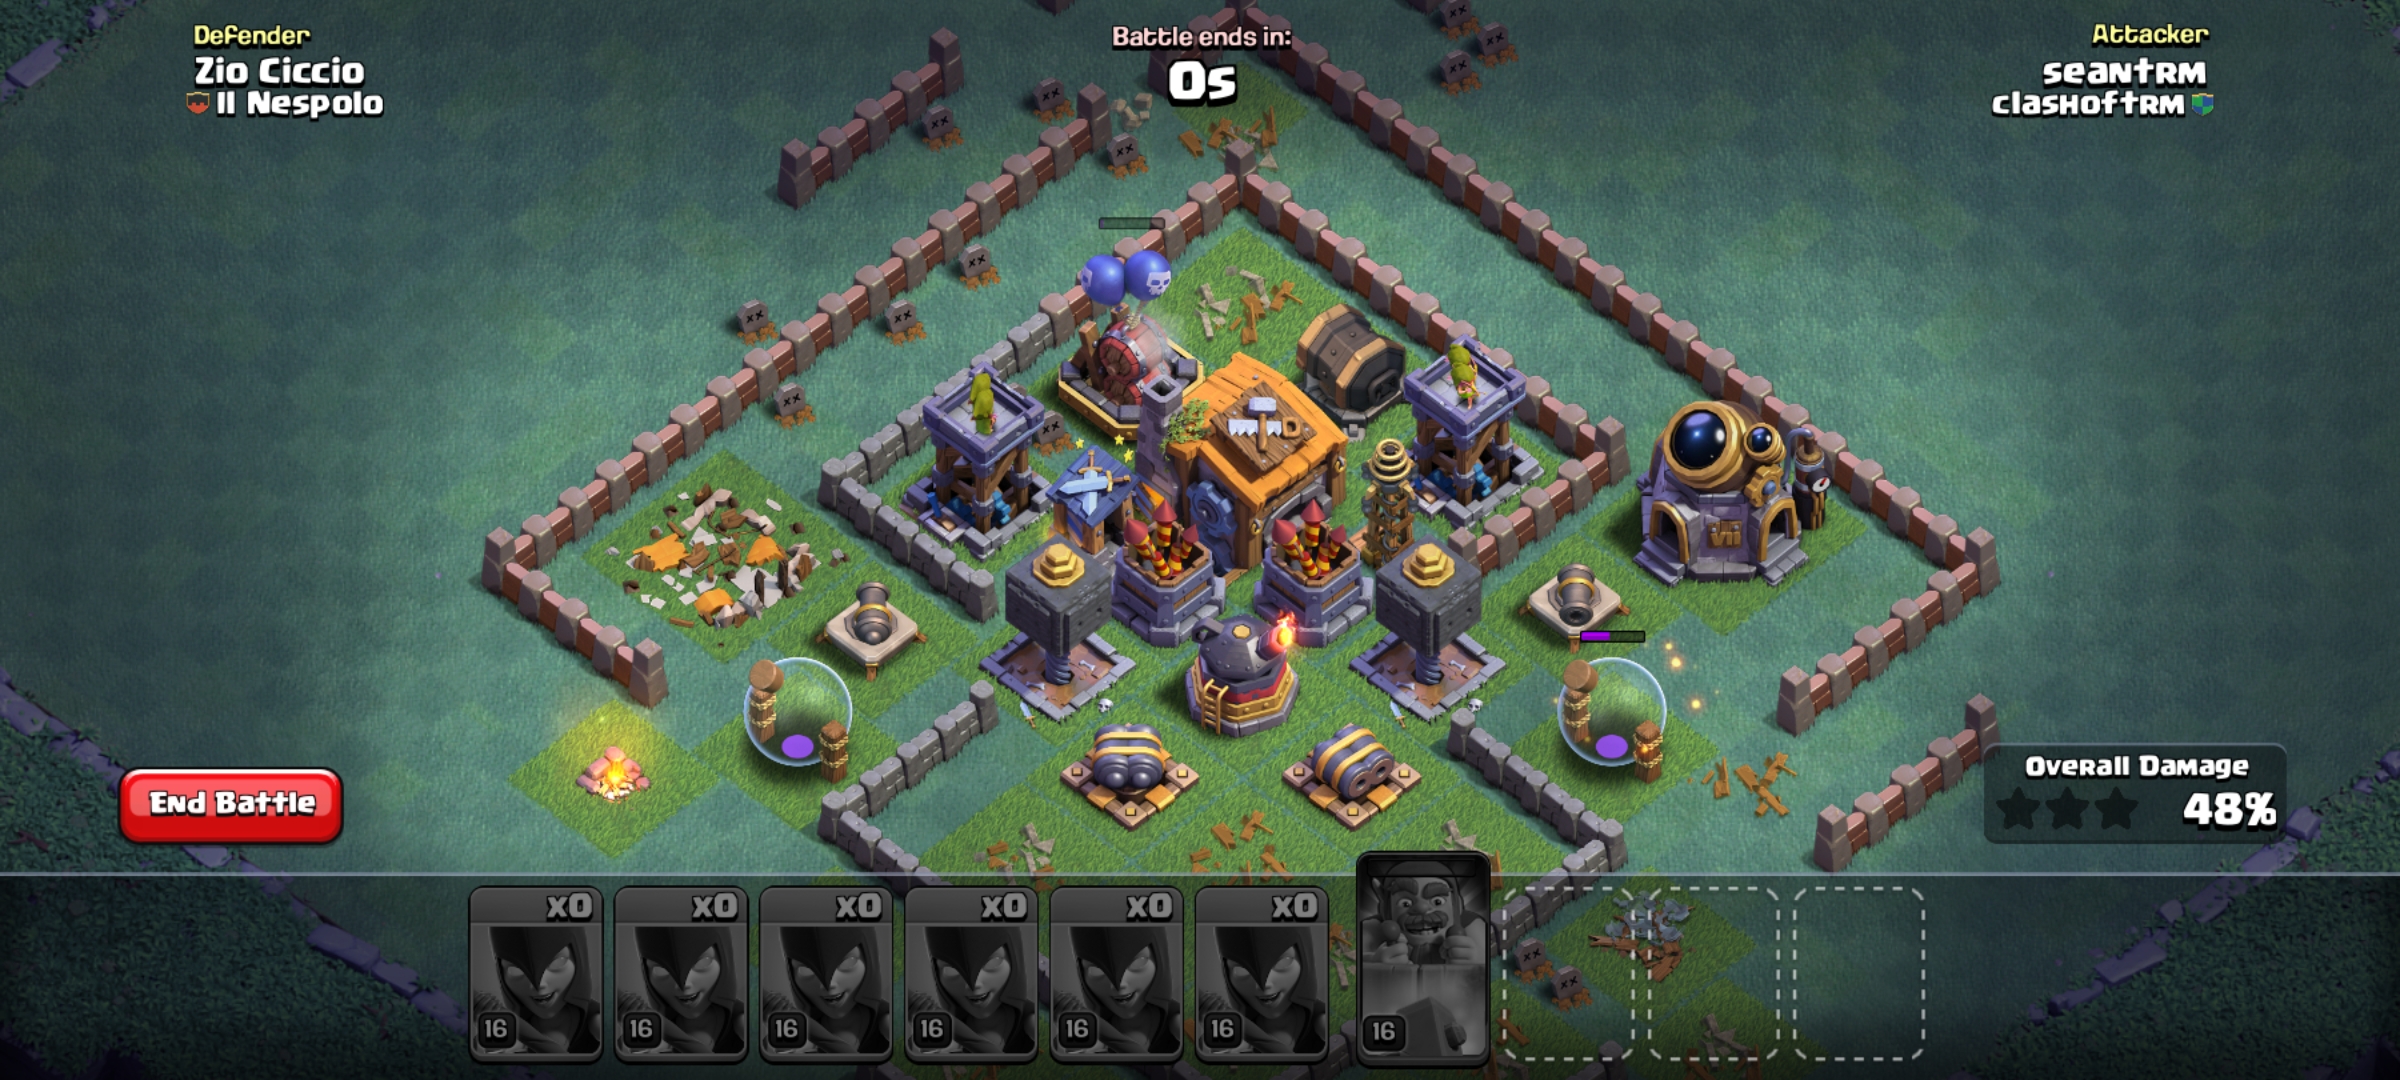 Defender
Zio Ciccio
Il Nespolo
Battle ends in:
0s
Attacker
seantRM
clashoftRM
VII
End Battle
Overall Damage
48%
x0
x0
x0
x0
x0
x0
16
16
16
16
16
16
16